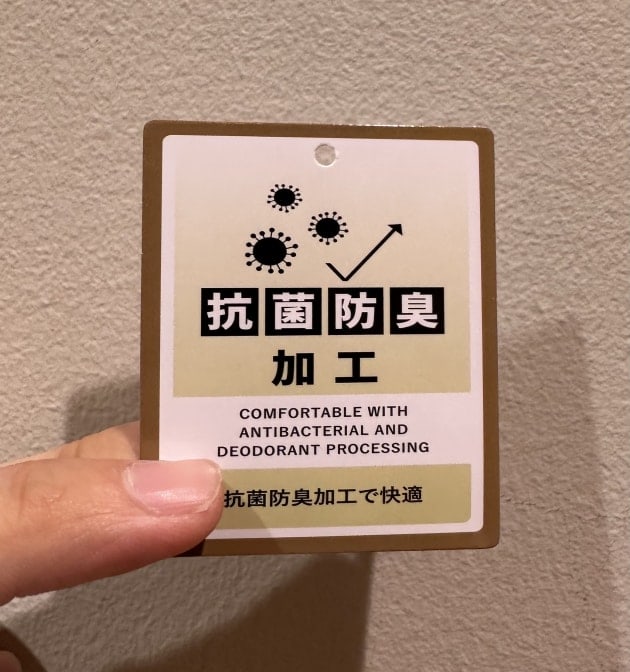 抗菌防臭
加工
COMFORTABLE WITH
ANTIBACTERIAL AND
DEODORANT PROCESSING
抗菌防臭加工で快適